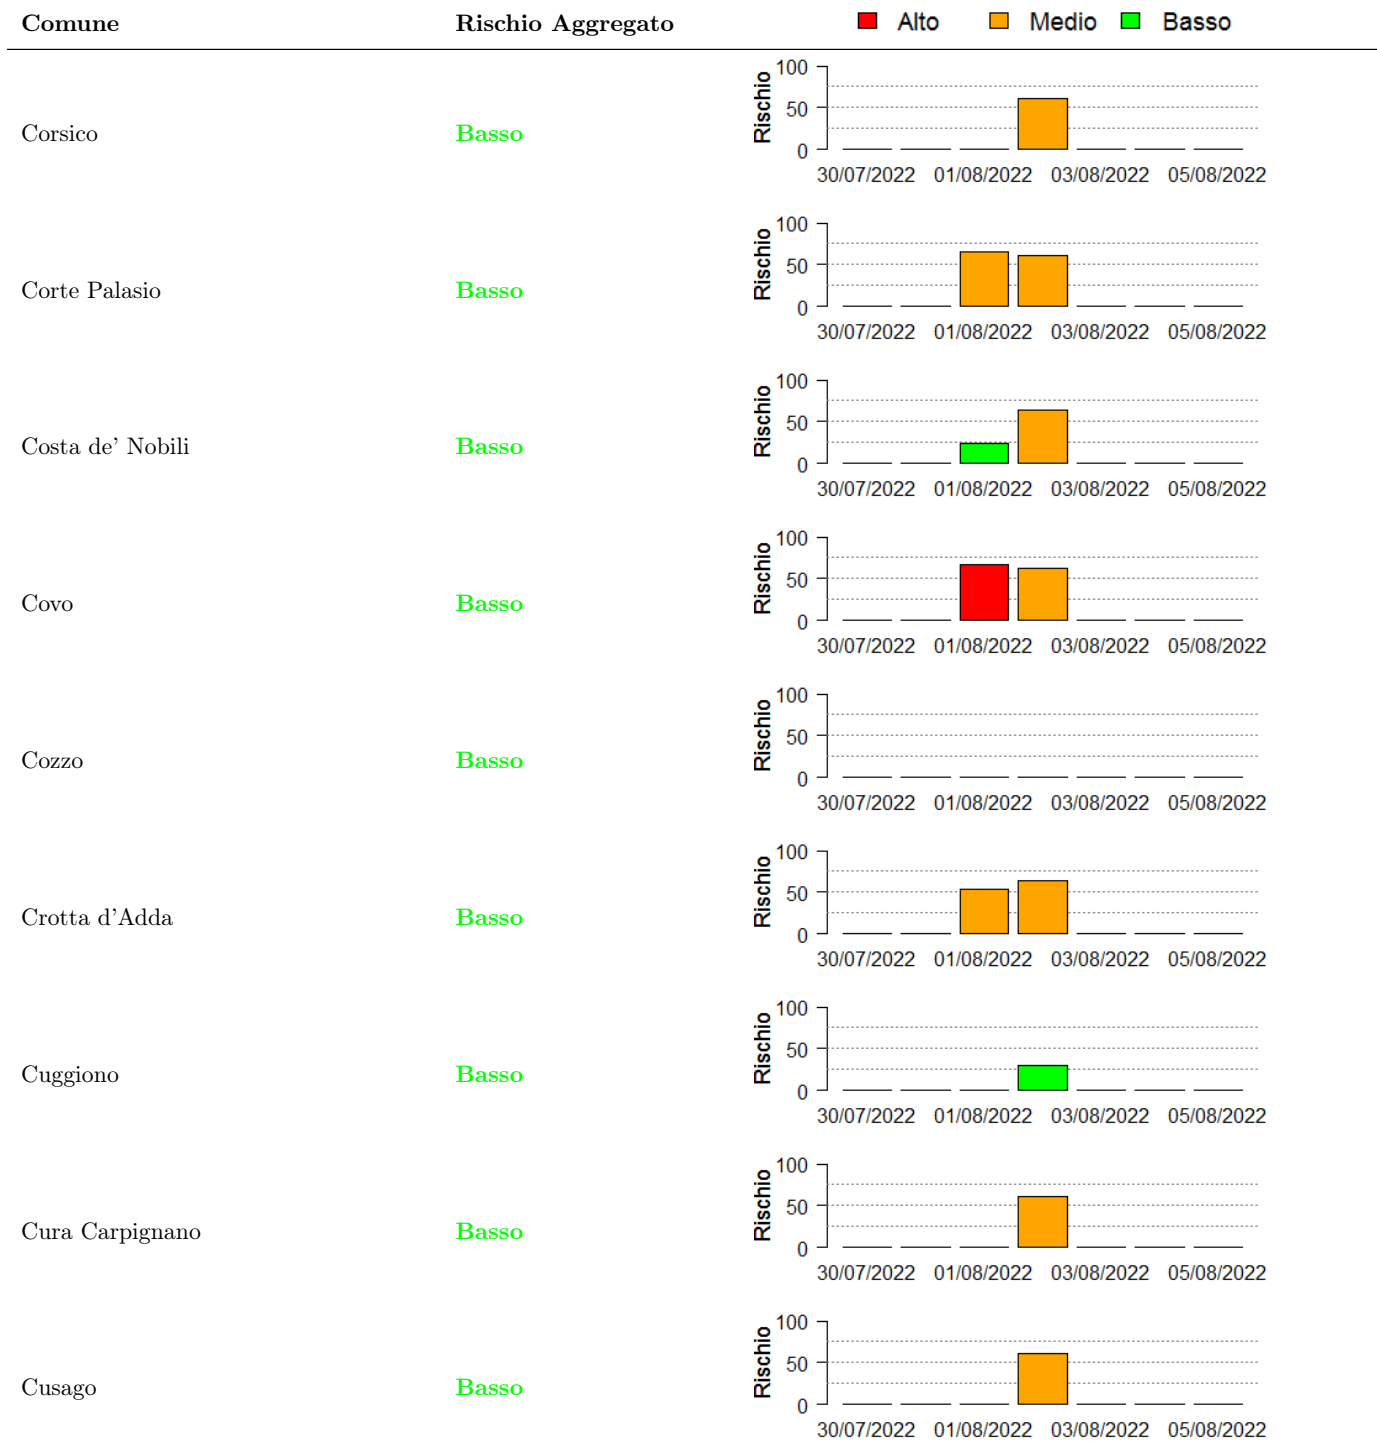 Comune Rischio Aggregato Alto Medio Basso
Corsico Basso
Rischio
100
50
0
30/07/2022 01/08/2022 03/08/2022 05/08/2022
Corte Palasio Basso
Rischio
100
50
0
30/07/2022 01/08/2022 03/08/2022 05/08/2022
Costa de' Nobili Basso
Rischio
100
50
0
30/07/2022 01/08/2022 03/08/2022 05/08/2022
Covo Basso
Rischio
100
50
0
30/07/2022 01/08/2022 03/08/2022 05/08/2022
Cozzo Basso
Rischio
100
50
0
30/07/2022 01/08/2022 03/08/2022 05/08/2022
Crotta d'Adda Basso
Rischio
100
50
0
30/07/2022 01/08/2022 03/08/2022 05/08/2022
Cuggiono Basso
Rischio
100
50
0
30/07/2022 01/08/2022 03/08/2022 05/08/2022
Cura Carpignano Basso
Rischio
100
50
0
30/07/2022 01/08/2022 03/08/2022 05/08/2022
Cusago Basso
Rischio
100
50
0
30/07/2022 01/08/2022 03/08/2022 05/08/2022